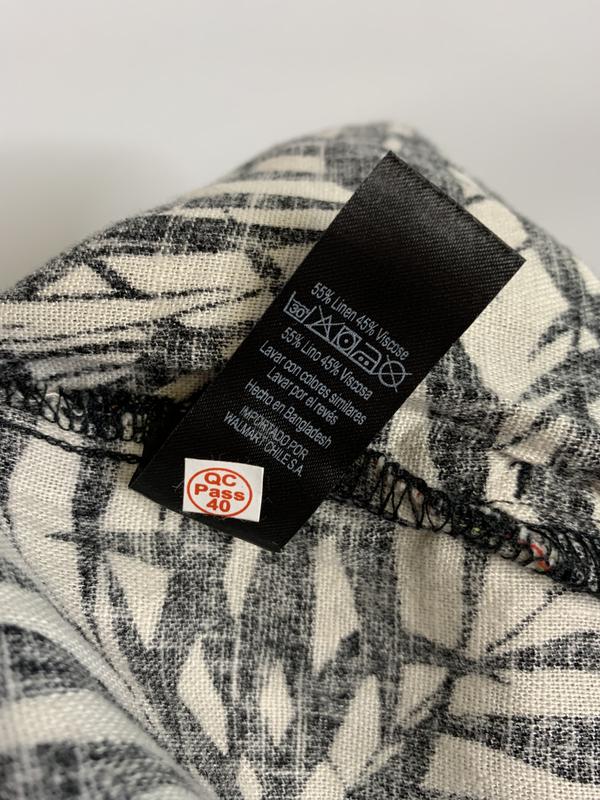 55% Linen 45% Viscose
30
55% Lino 45% Viscosa
Lavar con colores similares
Lavar por el revés
Hecho en Bangladesh
IMPORTADO POR
WALMART CHILE S.A.
QC
Pass
40